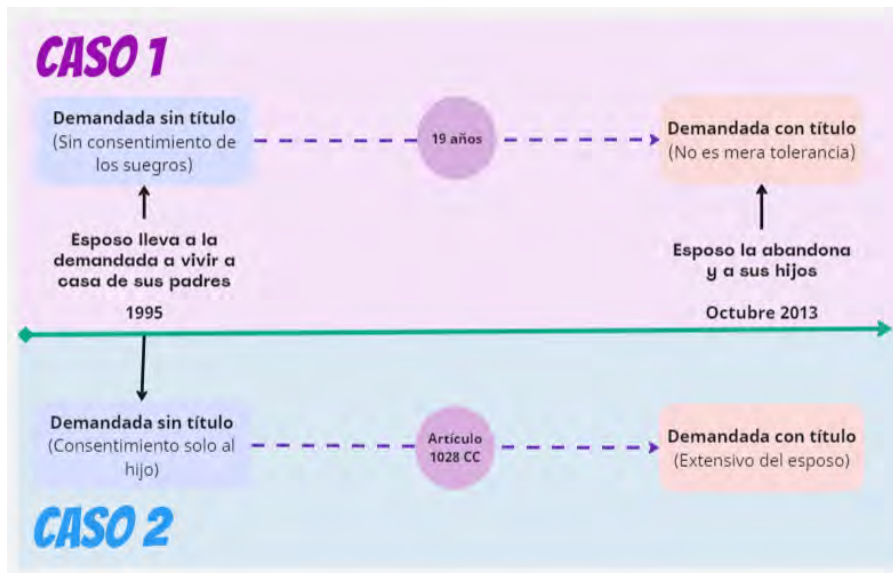 CASO 1
Demandada sin título
(Sin consentimiento de
los suegros)
19 años
Demandada con título
(No es mera tolerancia)
Esposo lleva a la
demandada a vivir a
casa de sus padres
1995
Esposo la abandona
y a sus hijos
Octubre 2013
Demandada sin título
(Consentimiento solo al
hijo)
Artículo
1028 CC
Demandada con título
(Extensivo del esposo)
CASO 2